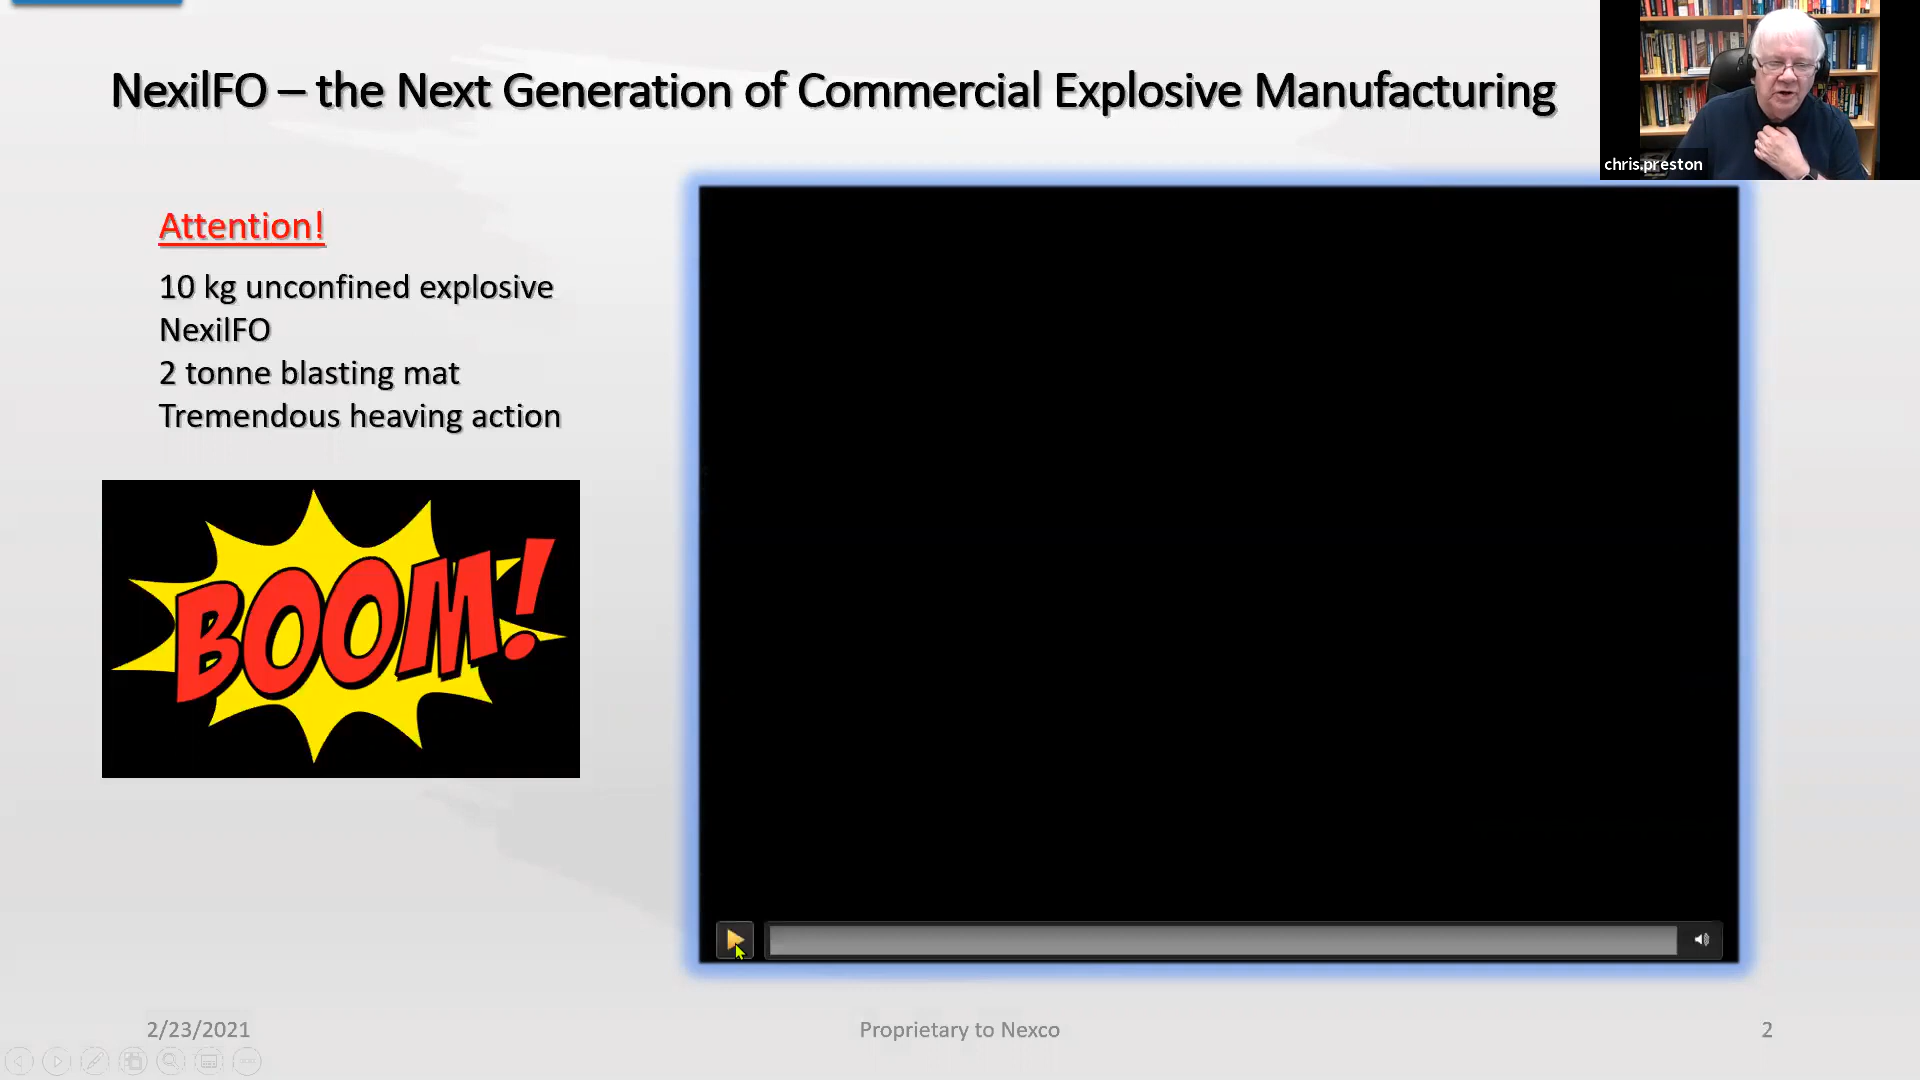 NexilFO – the Next Generation of Commercial Explosive Manufacturing
chris.preston
Attention!
10 kg unconfined explosive
NexilFO
2 tonne blasting mat
Tremendous heaving action
BOOM!
2/23/2021
Proprietary to Nexco
2